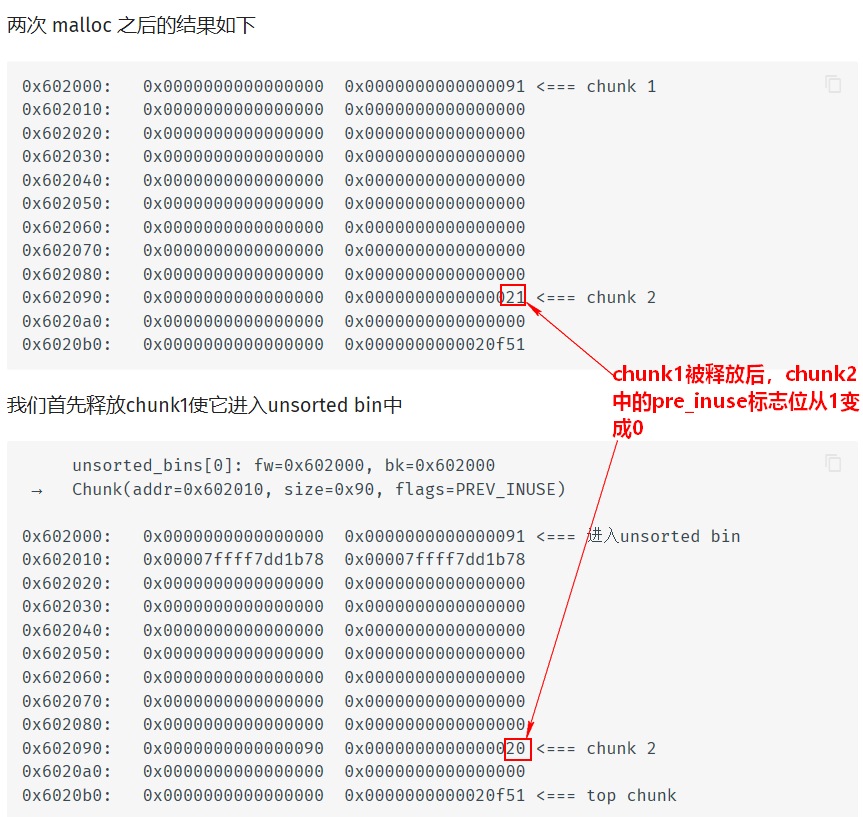 两次 malloc 之后的结果如下
0x602000: 0x0000000000000000 0x0000000000000091 <=== chunk 1
0x602010: 0x0000000000000000 0x0000000000000000
0x602020: 0x0000000000000000 0x0000000000000000
0x602030: 0x0000000000000000 0x0000000000000000
0x602040: 0x0000000000000000 0x0000000000000000
0x602050: 0x0000000000000000 0x0000000000000000
0x602060: 0x0000000000000000 0x0000000000000000
0x602070: 0x0000000000000000 0x0000000000000000
0x602080: 0x0000000000000000 0x0000000000000000
0x602090: 0x0000000000000000 0x0000000000000021 <=== chunk 2
0x6020a0: 0x0000000000000000 0x0000000000000000
0x6020b0: 0x0000000000000000 0x0000000000020f51
chunk1被释放后，chunk2
中的pre_inuse标志位从1变
成0
我们首先释放chunk1使它进入unsorted bin中
unsorted_bins[0]: fw=0x602000, bk=0x602000
→ Chunk(addr=0x602010, size=0x90, flags=PREV_INUSE)
0x602000: 0x0000000000000000 0x0000000000000091 <=== 进入unsorted bin
0x602010: 0x00007ffff7dd1b78 0x00007ffff7dd1b78
0x602020: 0x0000000000000000 0x0000000000000000
0x602030: 0x0000000000000000 0x0000000000000000
0x602040: 0x0000000000000000 0x0000000000000000
0x602050: 0x0000000000000000 0x0000000000000000
0x602060: 0x0000000000000000 0x0000000000000000
0x602070: 0x0000000000000000 0x0000000000000000
0x602080: 0x0000000000000000 0x0000000000000000
0x602090: 0x0000000000000090 0x0000000000000020 <=== chunk 2
0x6020a0: 0x0000000000000000 0x0000000000000000
0x6020b0: 0x0000000000000000 0x0000000000020f51 <=== top chunk